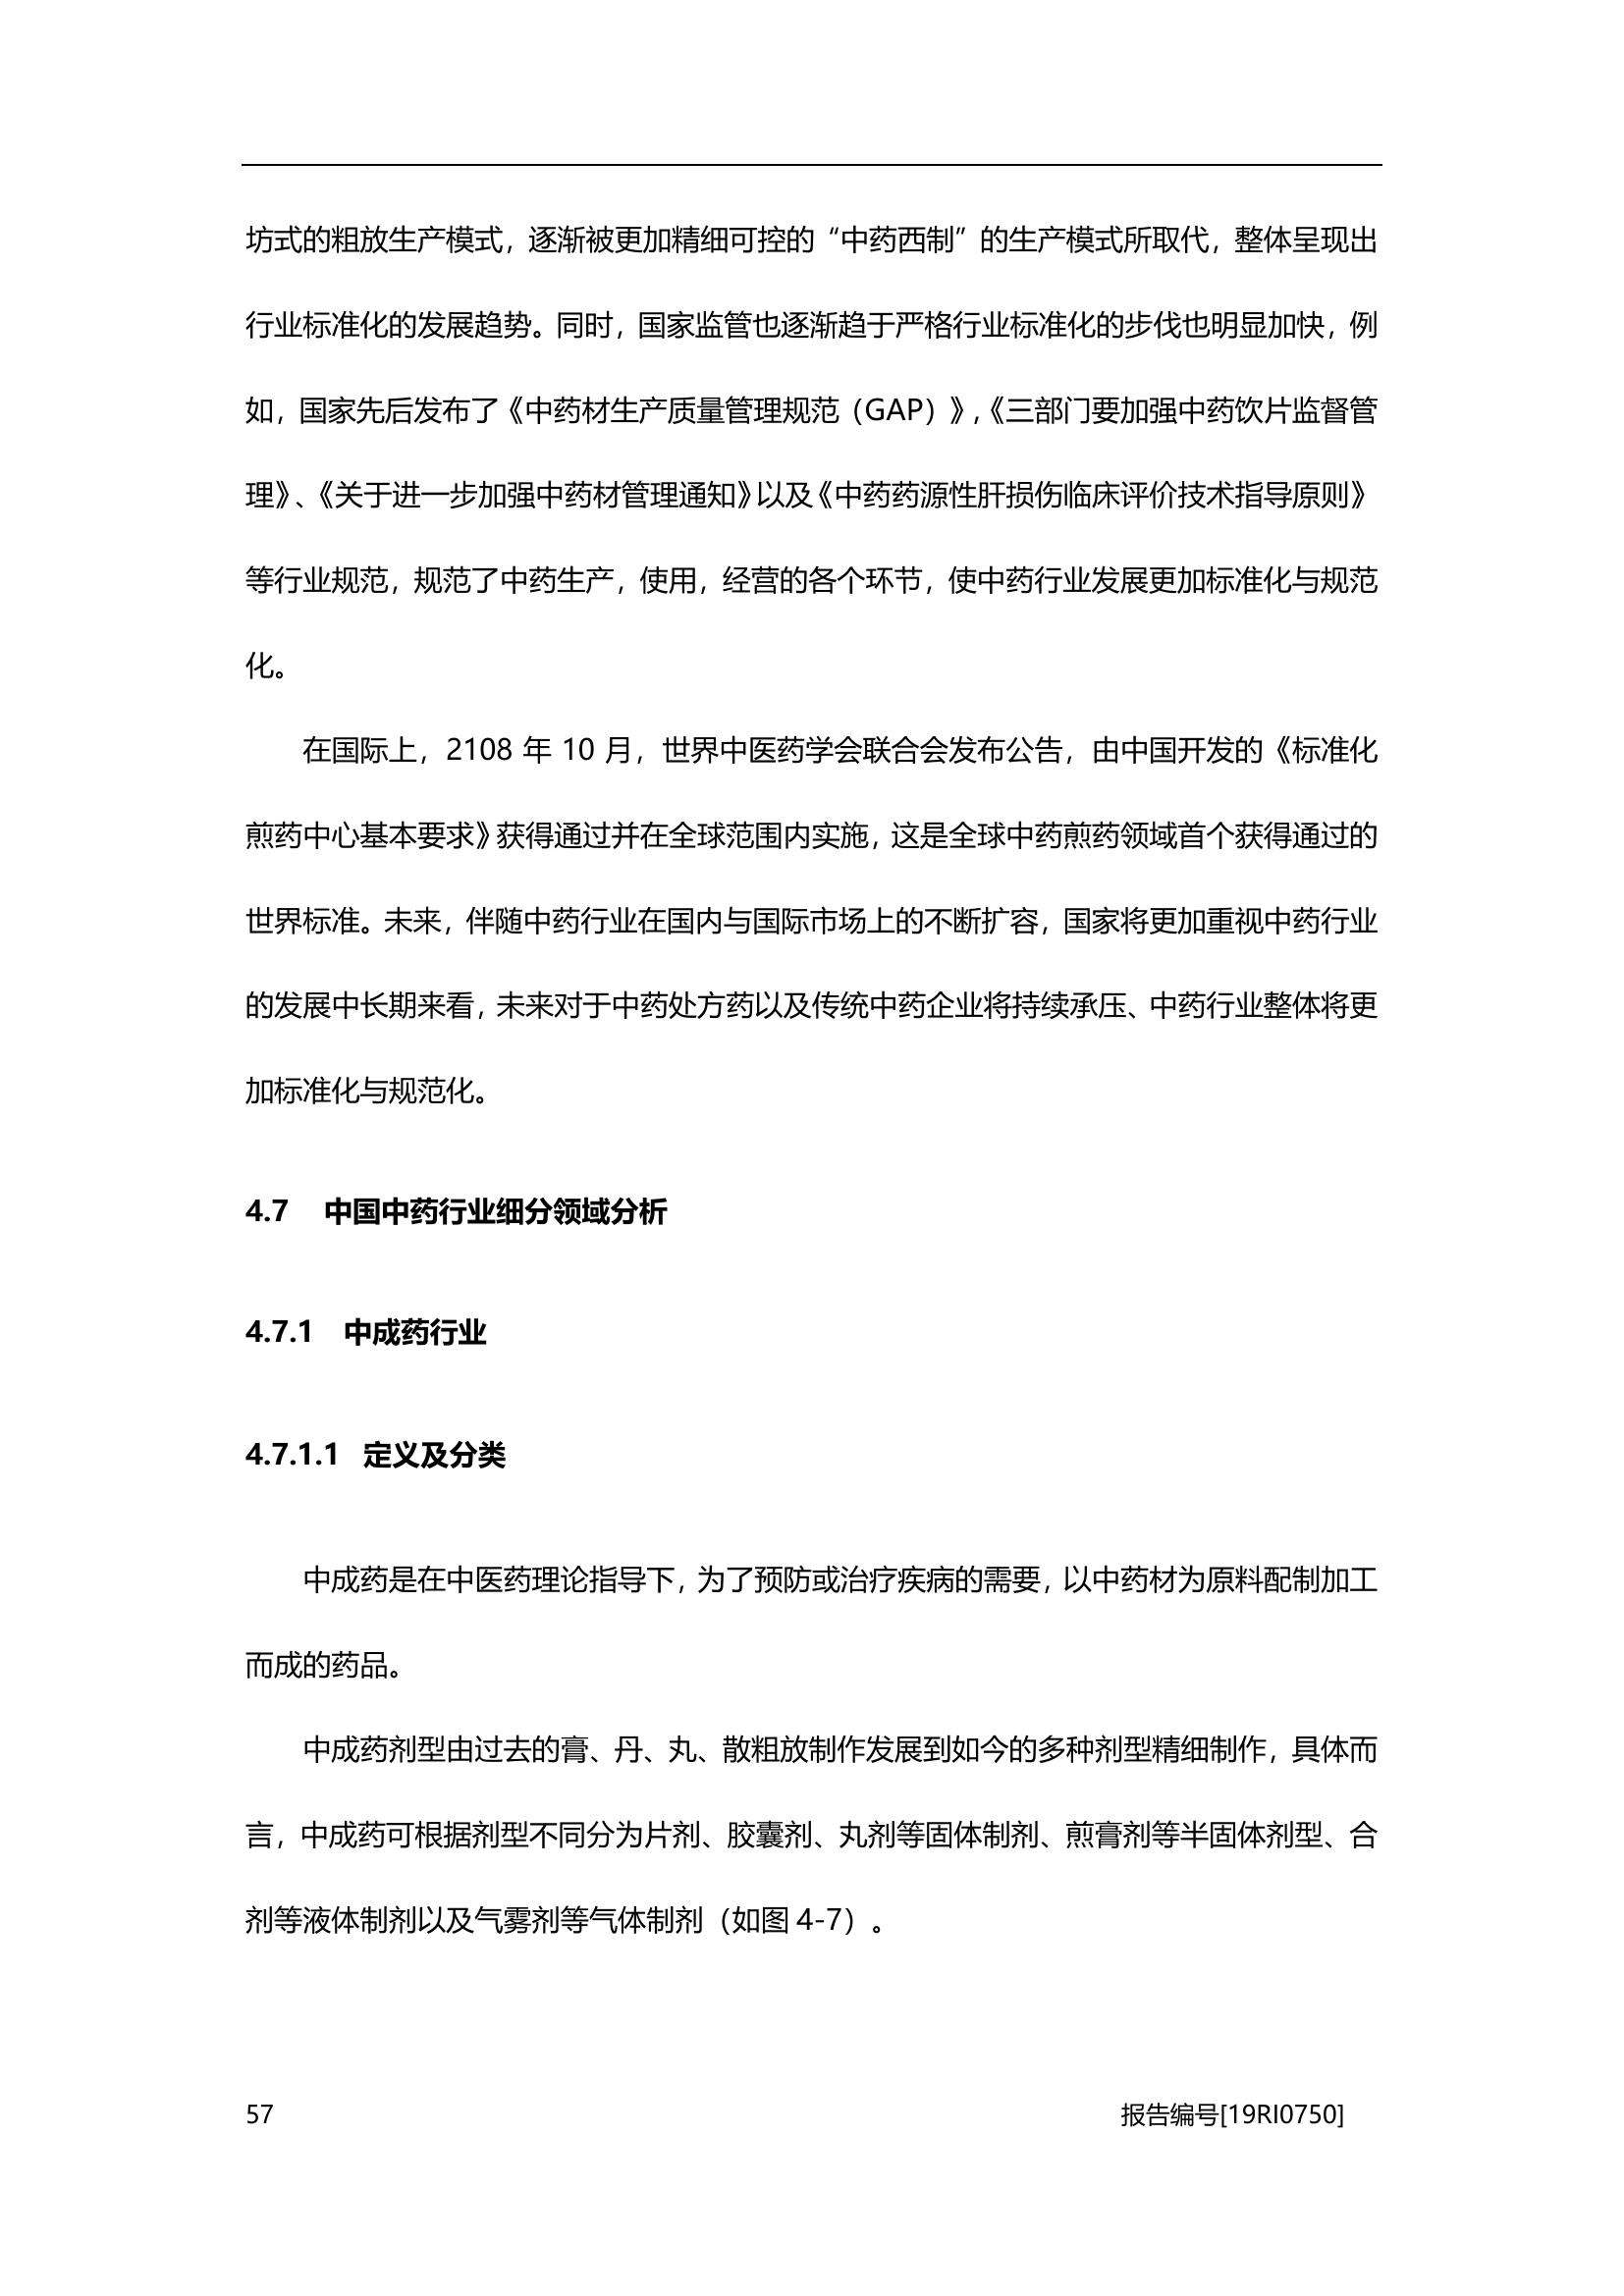 坊式的粗放生产模式，逐渐被更加精细可控的“中药西制”的生产模式所取代，整体呈现出
行业标准化的发展趋势。同时，国家监管也逐渐趋于严格行业标准化的步伐也明显加快，例
如，国家先后发布了《中药材生产质量管理规范（GAP）》，《三部门要加强中药饮片监督管
理》、《关于进一步加强中药材管理通知》以及《中药药源性肝损伤临床评价技术指导原则》
等行业规范，规范了中药生产，使用，经营的各个环节，使中药行业发展更加标准化与规范
化。
在国际上，2108 年 10 月，世界中医药学会联合会发布公告，由中国开发的《标准化
煎药中心基本要求》获得通过并在全球范围内实施，这是全球中药煎药领域首个获得通过的
世界标准。未来，伴随中药行业在国内与国际市场上的不断扩容，国家将更加重视中药行业
的发展中长期来看，未来对于中药处方药以及传统中药企业将持续承压、中药行业整体将更
加标准化与规范化。
4.7 中国中药行业细分领域分析
4.7.1 中成药行业
4.7.1.1 定义及分类
中成药是在中医药理论指导下，为了预防或治疗疾病的需要，以中药材为原料配制加工
而成的药品。
中成药剂型由过去的膏、丹、丸、散粗放制作发展到如今的多种剂型精细制作，具体而
言，中成药可根据剂型不同分为片剂、胶囊剂、丸剂等固体制剂、煎膏剂等半固体剂型、合
剂等液体制剂以及气雾剂等气体制剂（如图 4-7）。
57 报告编号[19RI0750]